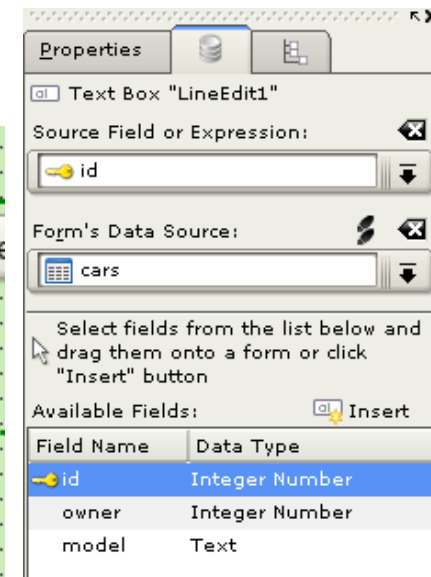 Properties
Text Box "LineEdit1"
Source Field or Expression:
id
Form's Data Source:
cars
Select fields from the list below and
drag them onto a form or click
"Insert" button
Available Fields: Insert
Field Name Data Type
id Integer Number
owner Integer Number
model Text